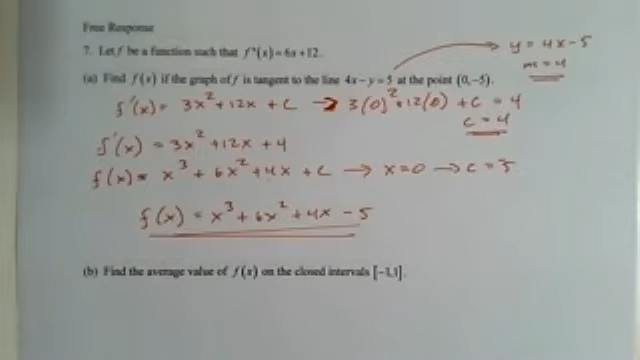 Free Response
7. Let f be a function such that f"(x) = 6x + 12.
y = 4x - 5
m = 4
(a) Find f(x) if the graph of f is tangent to the line 4x - y = 5 at the point (0,-5).
f'(x) = 3x² + 12x + C → 3(0)² + 12(0) + C = 4
C = 4
f'(x) = 3x² + 12x + 4
f(x) = x³ + 6x² + 4x + C → x=0 → C = 5
f(x) = x³ + 6x² + 4x - 5
(b) Find the average value of f(x) on the closed intervals [-1,1].